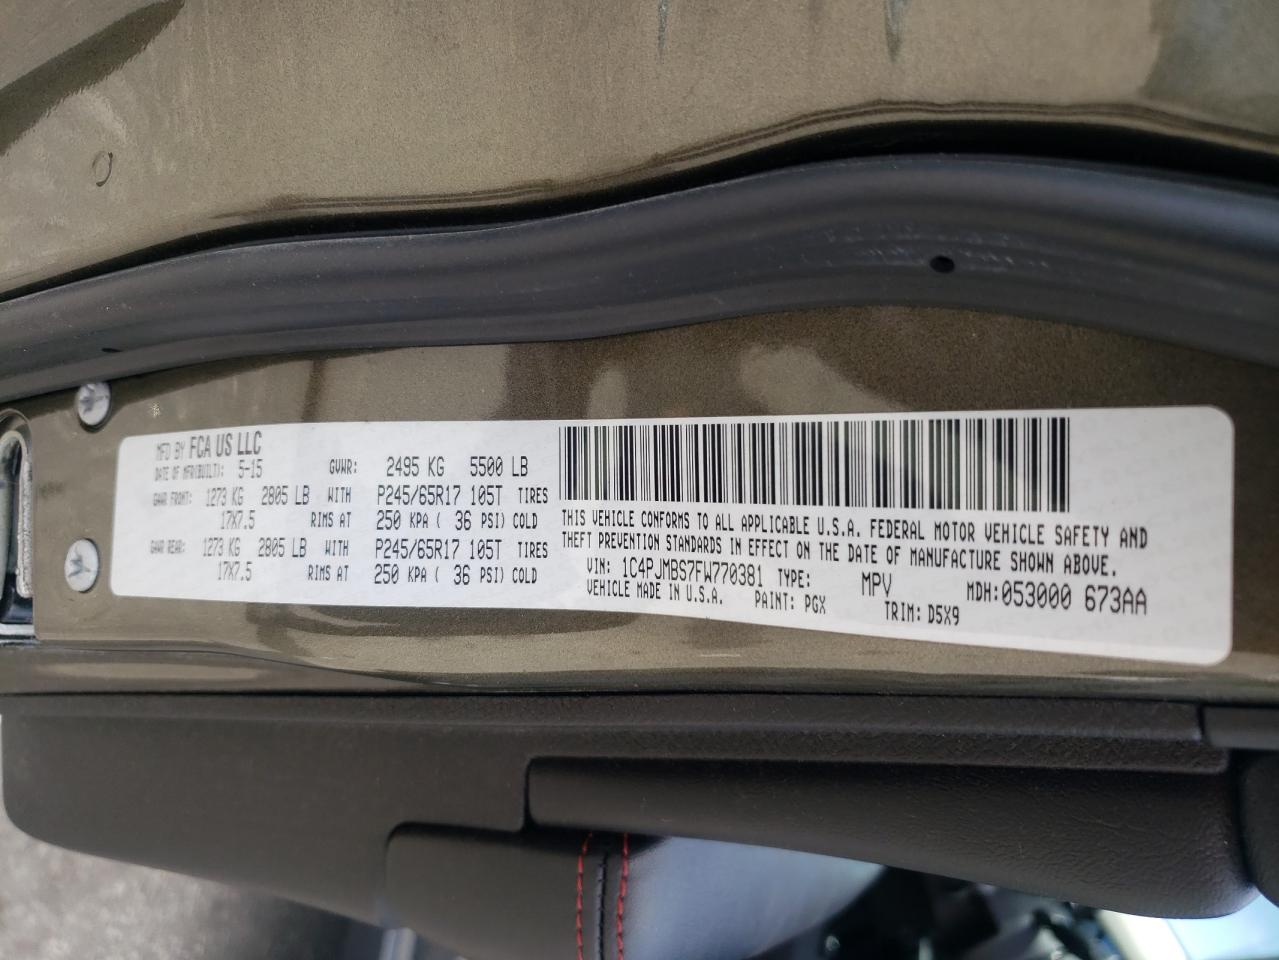 MFD BY FCA US LLC
DATE OF MFR(BUILT): 5-15 GVWR: 2495 KG 5500 LB
GAWR FRONT: 1273 KG 2805 LB WITH P245/65R17 105T TIRES
17X7.5 RIMS AT 250 KPA ( 36 PSI) COLD
GAWR REAR: 1273 KG 2805 LB WITH P245/65R17 105T TIRES
17X7.5 RIMS AT 250 KPA ( 36 PSI) COLD
THIS VEHICLE CONFORMS TO ALL APPLICABLE U.S.A. FEDERAL MOTOR VEHICLE SAFETY AND
THEFT PREVENTION STANDARDS IN EFFECT ON THE DATE OF MANUFACTURE SHOWN ABOVE.
VIN: 1C4PJMBS7FW770381 TYPE: MPV MDH: 053000 673AA
VEHICLE MADE IN U.S.A. PAINT: PGX TRIM: D5X9